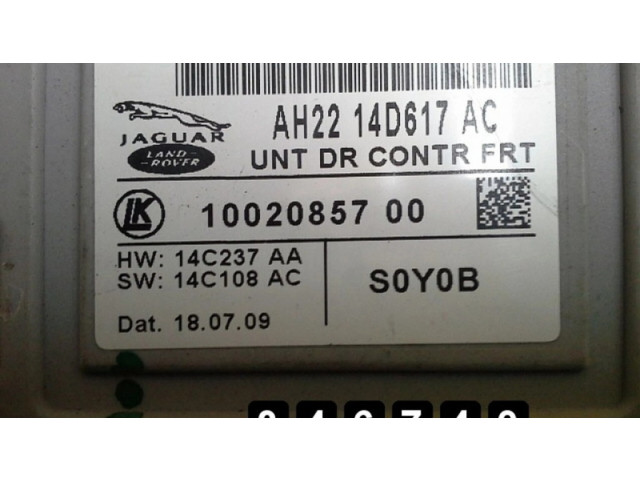 AH22 14D617 AC
JAGUAR
LAND-
-ROVER
UNT DR CONTR FRT
LK
10020857 00
HW: 14C237 AA
SW: 14C108 AC
S0Y0B
Dat. 18.07.09